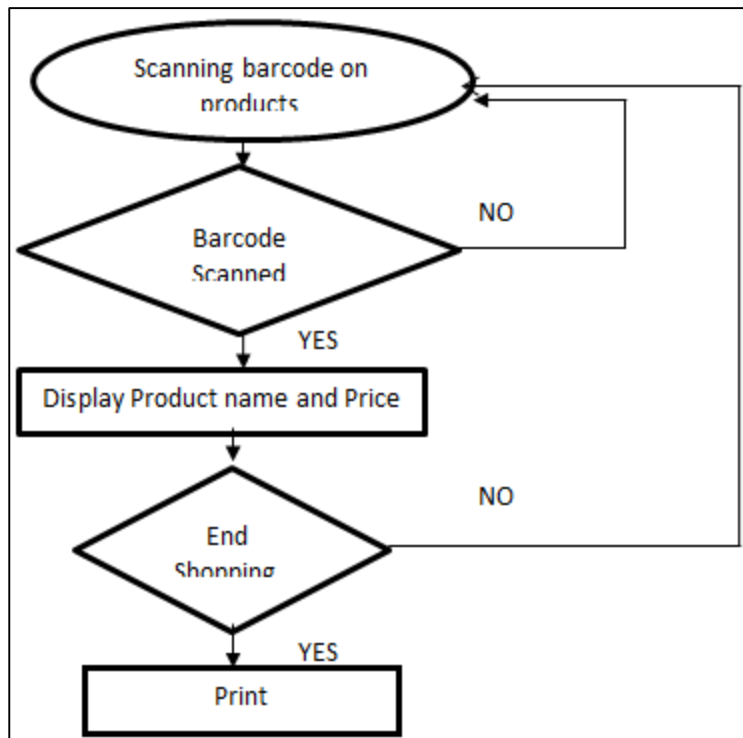 Scanning barcode on
products
NO
Barcode
Scanned
YES
Display Product name and Price
NO
End
Shopping
YES
Print